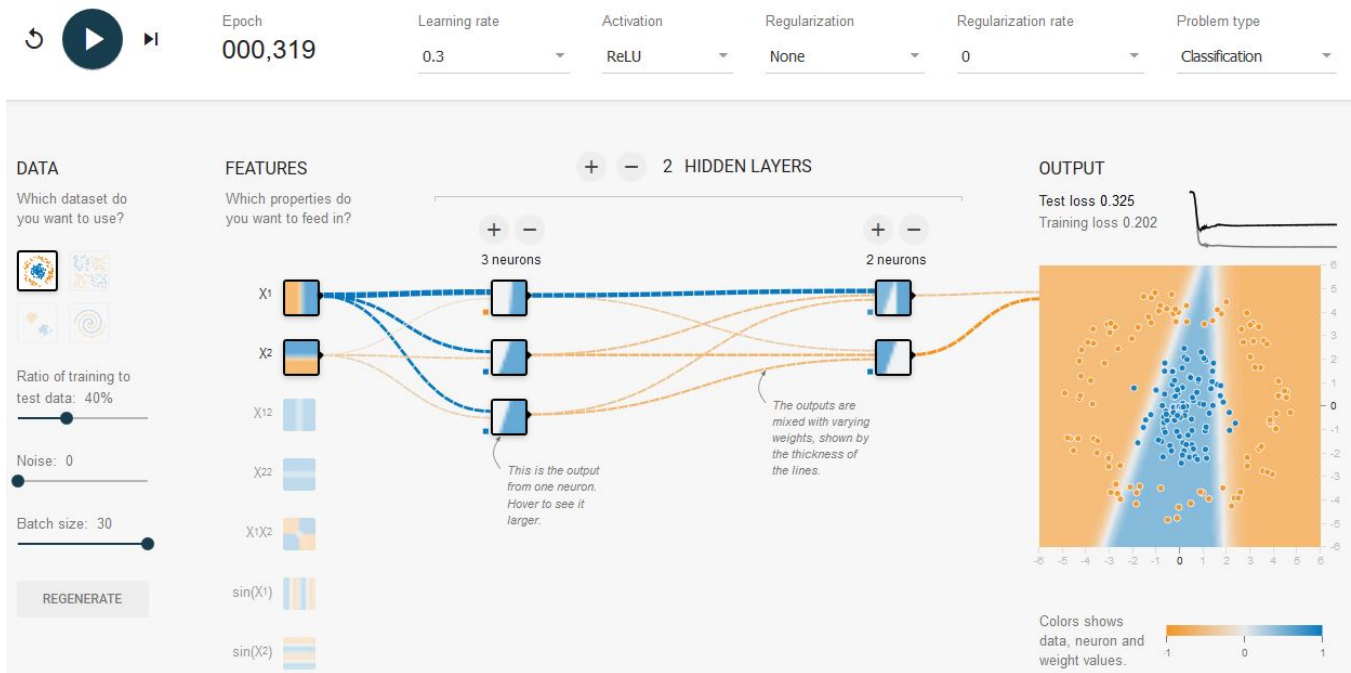 Epoch
000,319
Learning rate
0.3
Activation
ReLU
Regularization
None
Regularization rate
0
Problem type
Classification
DATA
Which dataset do
you want to use?
Ratio of training to
test data: 40%
Noise: 0
Batch size: 30
REGENERATE
FEATURES
Which properties do
you want to feed in?
X1
X2
X12
X22
X1X2
sin(X1)
sin(X2)
+ − 2 HIDDEN LAYERS
+ −
3 neurons
+ −
2 neurons
This is the output
from one neuron.
Hover to see it
larger.
The outputs are
mixed with varying
weights, shown by
the thickness of
the lines.
OUTPUT
Test loss 0.325
Training loss 0.202
6
5
4
3
2
1
0
-1
-2
-3
-4
-5
-6
-6 -5 -4 -3 -2 -1 0 1 2 3 4 5 6
Colors shows
data, neuron and
weight values.
-1 0 1